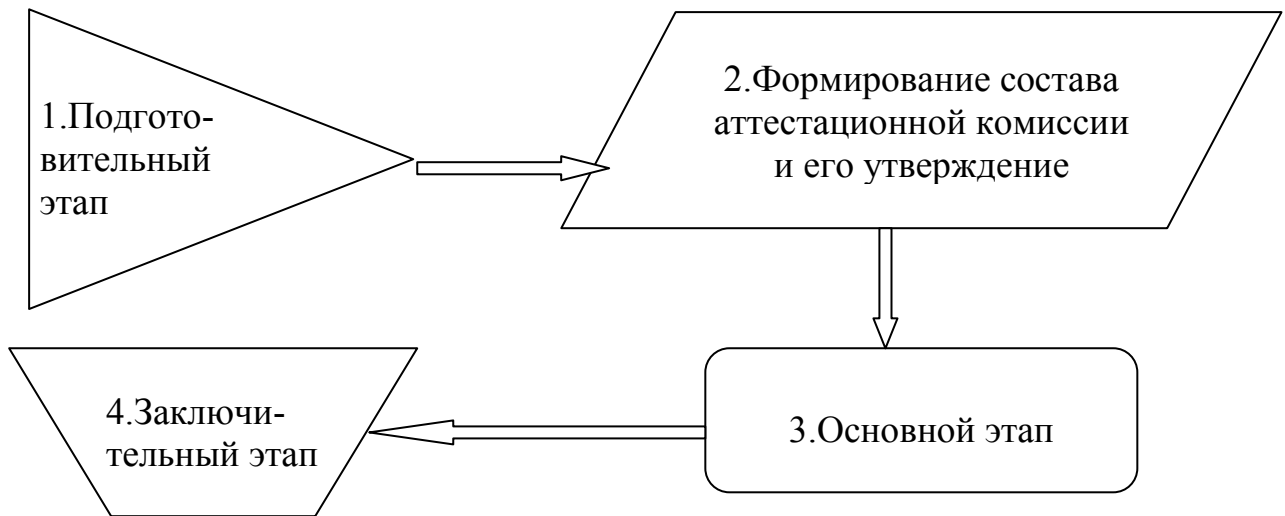 1.Подгото-
вительный
этап
2.Формирование состава
аттестационной комиссии
и его утверждение
3.Основной этап
4.Заключи-
тельный этап